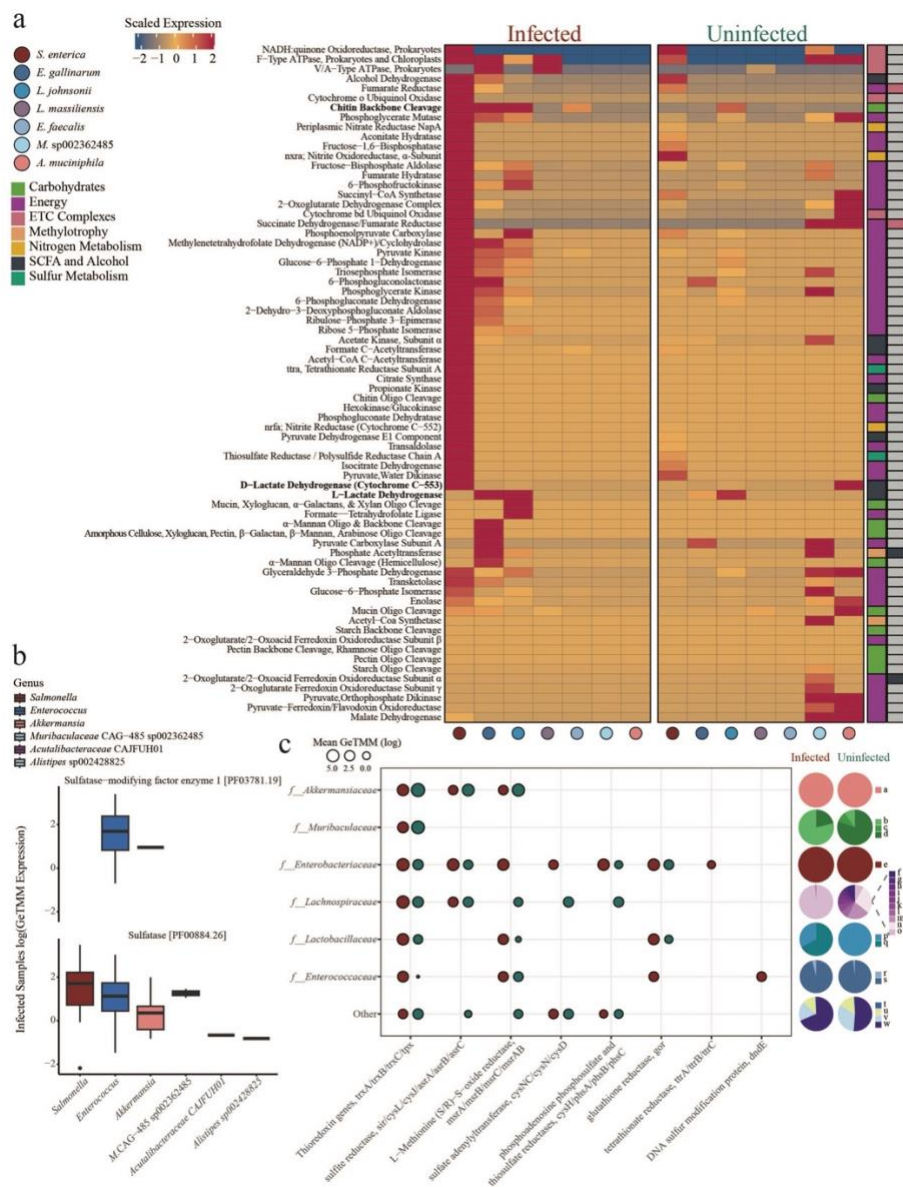 a
Scaled Expression
−2 −1 0 1 2
Infected
Uninfected
S. enterica
E. gallinarum
L. johnsonii
L. massiliensis
E. faecalis
M. sp002362485
A. muciniphila
Carbohydrates
Energy
ETC Complexes
Methylotrophy
Nitrogen Metabolism
SCFA and Alcohol
Sulfur Metabolism
NADH:quinone Oxidoreductase, Prokaryotes
F−Type ATPase, Prokaryotes and Chloroplasts
V/A−Type ATPase, Prokaryotes
Alcohol Dehydrogenase
Fumarate Reductase
Cytochrome o Ubiquinol Oxidase
Chitin Backbone Cleavage
Phosphoglycerate Mutase
Periplasmic Nitrate Reductase NapA
Aconitate Hydratase
Fructose−1,6−Bisphosphatase
nxra; Nitrite Oxidoreductase, α−Subunit
Fructose−Bisphosphate Aldolase
Fumarate Hydratase
6−Phosphofructokinase
Succinyl−CoA Synthetase
2−Oxoglutarate Dehydrogenase Complex
Cytochrome bd Ubiquinol Oxidase
Succinate Dehydrogenase/Fumarate Reductase
Phosphoenolpyruvate Carboxylase
Methylenetetrahydrofolate Dehydrogenase (NADP+)/Cyclohydrolase
Pyruvate Kinase
Glucose−6−Phosphate 1−Dehydrogenase
Triosephosphate Isomerase
6−Phosphogluconolactonase
Phosphoglycerate Kinase
6−Phosphogluconate Dehydrogenase
2−Dehydro−3−Deoxyphosphogluconate Aldolase
Ribulose−Phosphate 3−Epimerase
Ribose 5−Phosphate Isomerase
Acetate Kinase, Subunit α
Formate C−Acetyltransferase
Acetyl−CoA C−Acetyltransferase
ttra, Tetrathionate Reductase Subunit A
Citrate Synthase
Propionate Kinase
Chitin Oligo Cleavage
Hexokinase/Glucokinase
Phosphogluconate Dehydratase
nrfa; Nitrite Reductase (Cytochrome C−552)
Pyruvate Dehydrogenase E1 Component
Transaldolase
Thiosulfate Reductase / Polysulfide Reductase Chain A
Isocitrate Dehydrogenase
Pyruvate,Water Dikinase
D−Lactate Dehydrogenase (Cytochrome C−553)
L−Lactate Dehydrogenase
Mucin, Xyloglucan, α−Galactans, & Xylan Oligo Clevage
Formate−−Tetrahydrofolate Ligase
α−Mannan Oligo & Backbone Cleavage
Amorphous Cellulose, Xyloglucan, Pectin, β−Galactan, β−Mannan, Arabinose Oligo Cleavage
Pyruvate Carboxylase Subunit A
Phosphate Acetyltransferase
α−Mannan Oligo Cleavage (Hemicellulose)
Glyceraldehyde 3−Phosphate Dehydrogenase
Transketolase
Glucose−6−Phosphate Isomerase
Enolase
Mucin Oligo Cleavage
Acetyl−Coa Synthetase
Starch Backbone Cleavage
2−Oxoglutarate/2−Oxoacid Ferredoxin Oxidoreductase Subunit β
Pectin Backbone Cleavage, Rhamnose Oligo Cleavage
Pectin Oligo Cleavage
Starch Oligo Cleavage
2−Oxoglutarate/2−Oxoacid Ferredoxin Oxidoreductase Subunit α
2−Oxoglutarate Ferredoxin Oxidoreductase Subunit γ
Pyruvate,Orthophosphate Dikinase
Pyruvate−Ferredoxin/Flavodoxin Oxidoreductase
Malate Dehydrogenase
b
Genus
Salmonella
Enterococcus
Akkermansia
Muribaculaceae CAG−485 sp002362485
Acutalibacteraceae CAJFUH01
Alistipes sp002428825
Sulfatase−modifying factor enzyme 1 [PF03781.19]
2
0
−2
Sulfatase [PF00884.26]
2
0
−2
Infected Samples log(GeTMM Expression)
Salmonella
Enterococcus
Akkermansia
M.CAG−485 sp002362485
Acutalibacteraceae CAJFUH01
Alistipes sp002428825
c
Mean GeTMM (log)
5.0 2.5 0.0
Infected
Uninfected
f__Akkermansiaceae
f__Muribaculaceae
f__Enterobacteriaceae
f__Lachnospiraceae
f__Lactobacillaceae
f__Enterococcaceae
Other
a
b
c
d
e
f
g
h
i
j
k
l
m
n
o
p
q
r
s
t
u
v
w
Thioredoxin genes, trxA/trxB/trxC/tpx
sulfite reductase, sir/cysL/cysJ/asrA/asrB/asrC
L−Methionine (S/R)−S−oxide reductase,
msrA/msrB/msrC/msrAB
sulfate adenylyltransferase, cysNC/cysN/cysD
phosphoadenine phosphosulfate and
thiosulfate reductases, cysH/phsA/phsB/phsC
glutathione reductase, gor
tetrathionate reductase, ttrA/ttrB/ttrC
DNA sulfur modification protein, dndE